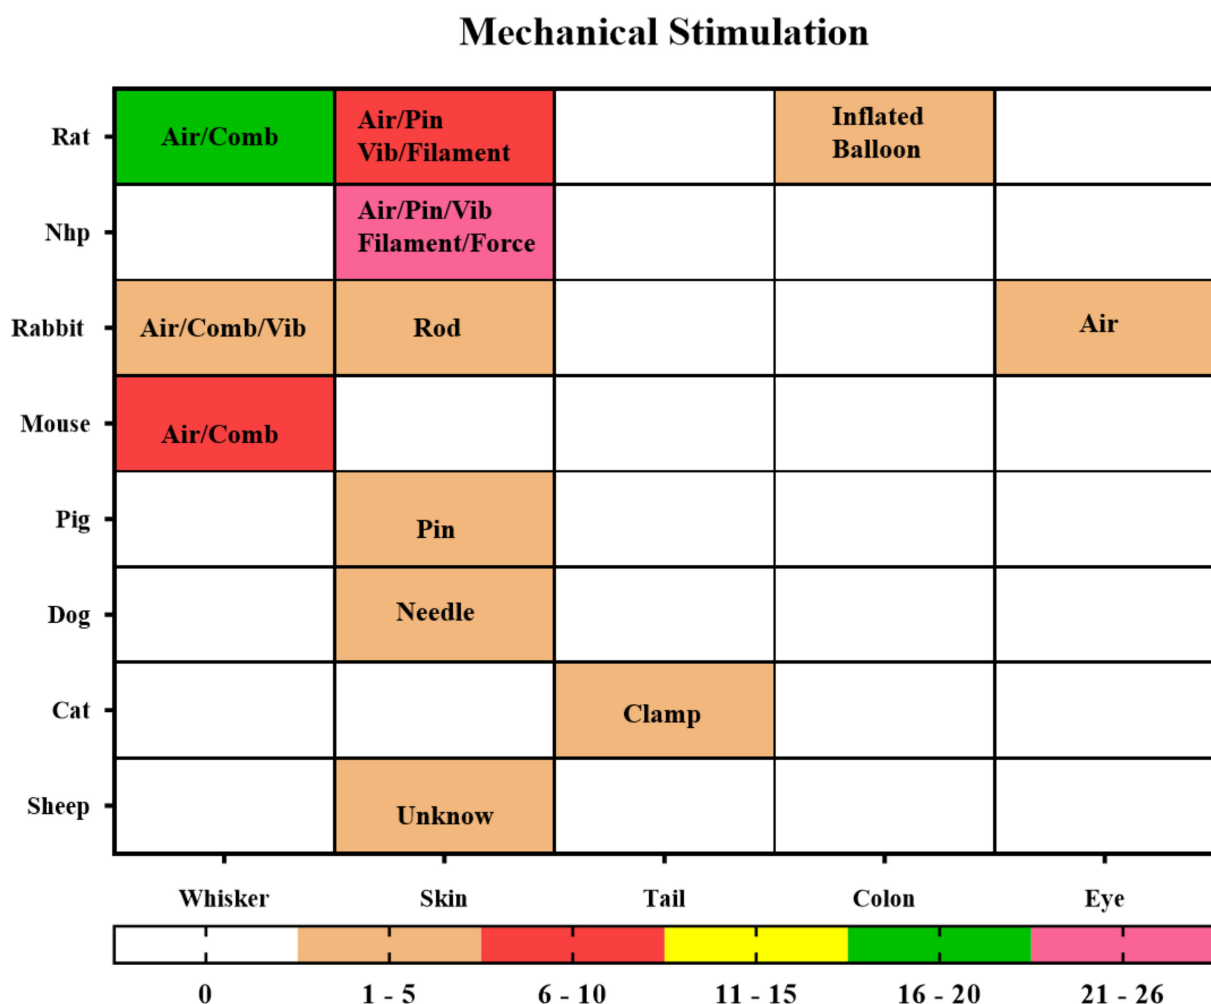 Mechanical Stimulation
Rat
Air/Comb
Air/Pin
Vib/Filament
Inflated
Balloon
Nhp
Air/Pin/Vib
Filament/Force
Rabbit
Air/Comb/Vib
Rod
Air
Mouse
Air/Comb
Pig
Pin
Dog
Needle
Cat
Clamp
Sheep
Unknow
Whisker Skin Tail Colon Eye
0 1 - 5 6 - 10 11 - 15 16 - 20 21 - 26